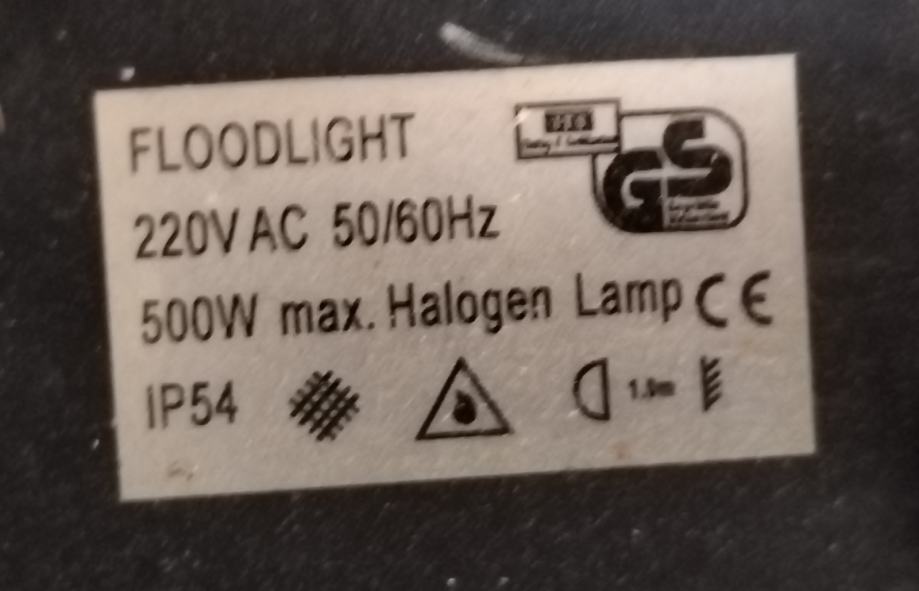 FLOODLIGHT
GS
220V AC 50/60Hz
500W max. Halogen Lamp CE
IP54 1.0m